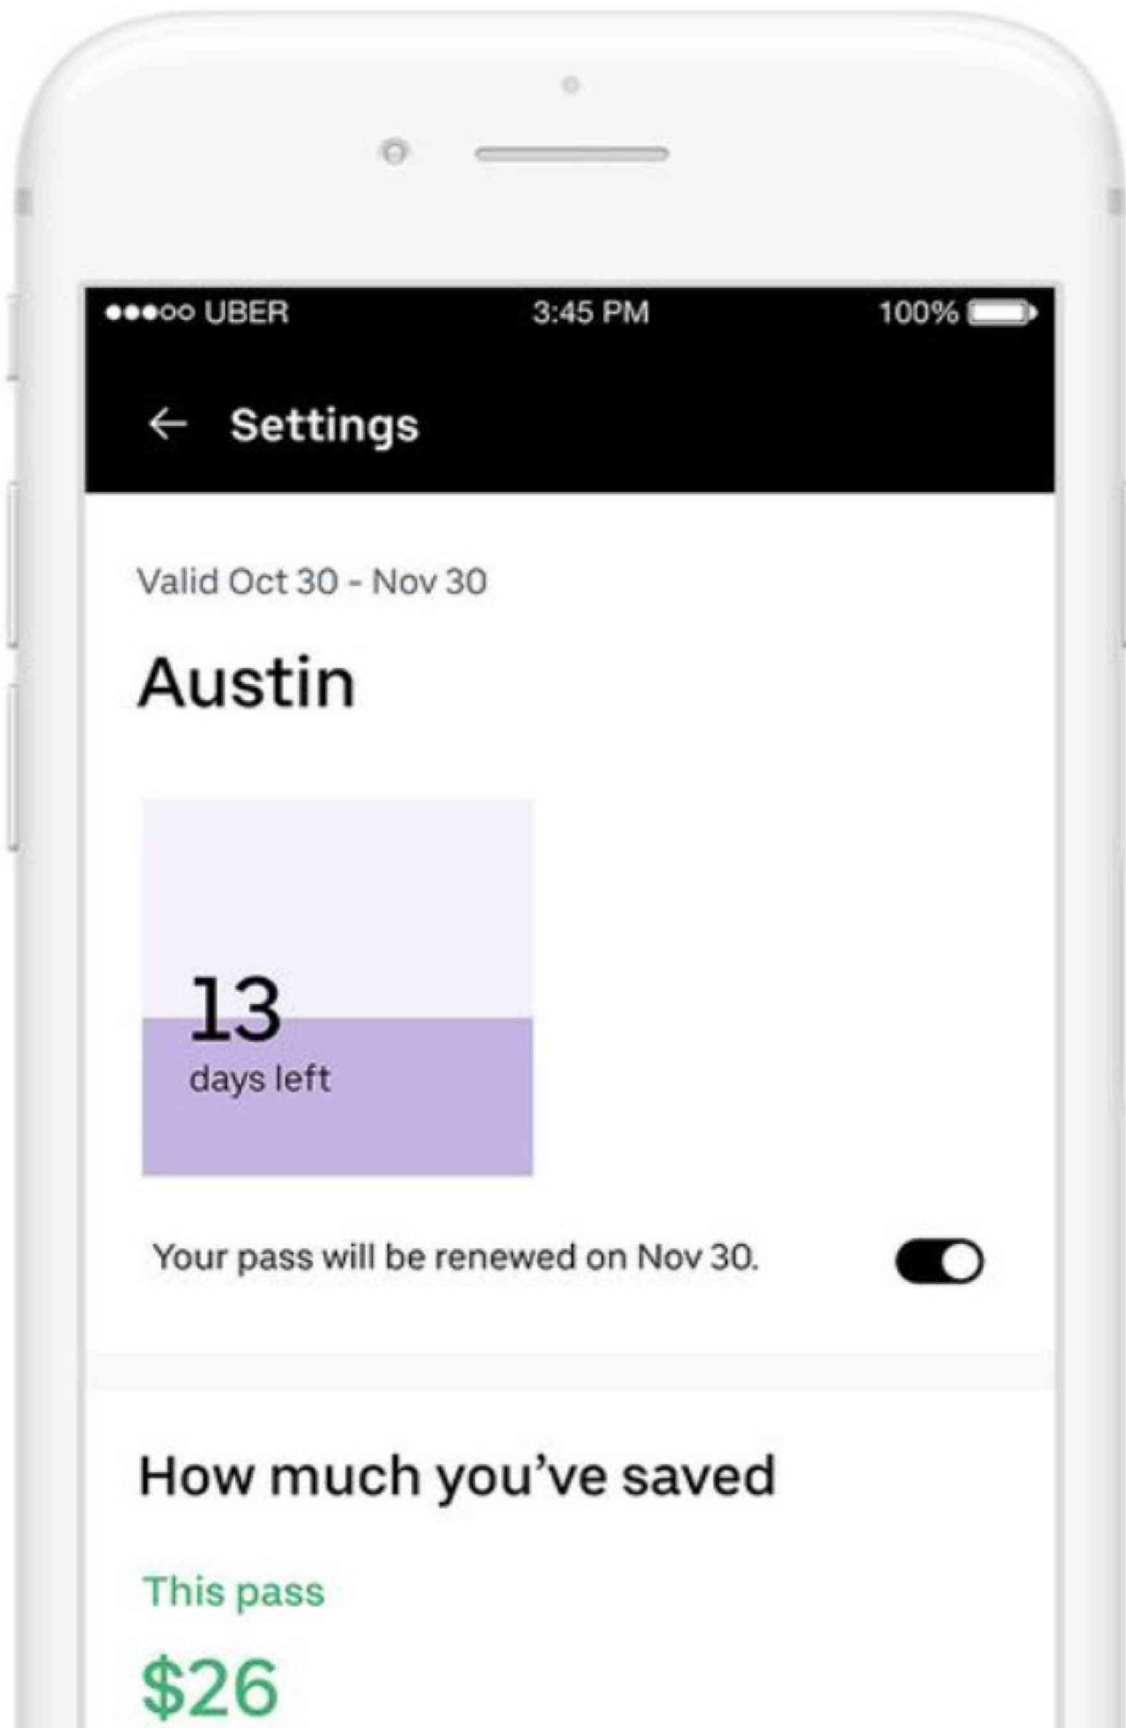 UBER 3:45 PM 100%
← Settings
Valid Oct 30 - Nov 30
Austin
13
days left
Your pass will be renewed on Nov 30.
How much you’ve saved
This pass
$26